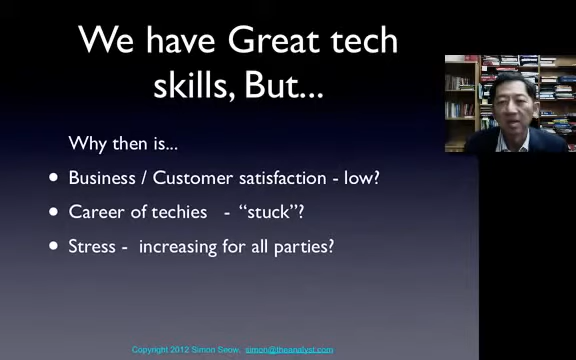 We have Great tech
skills, But...
Why then is...
• Business / Customer satisfaction - low?
• Career of techies - “stuck”?
• Stress - increasing for all parties?
Copyright 2012 Simon Seow, simon@theanalyst.com